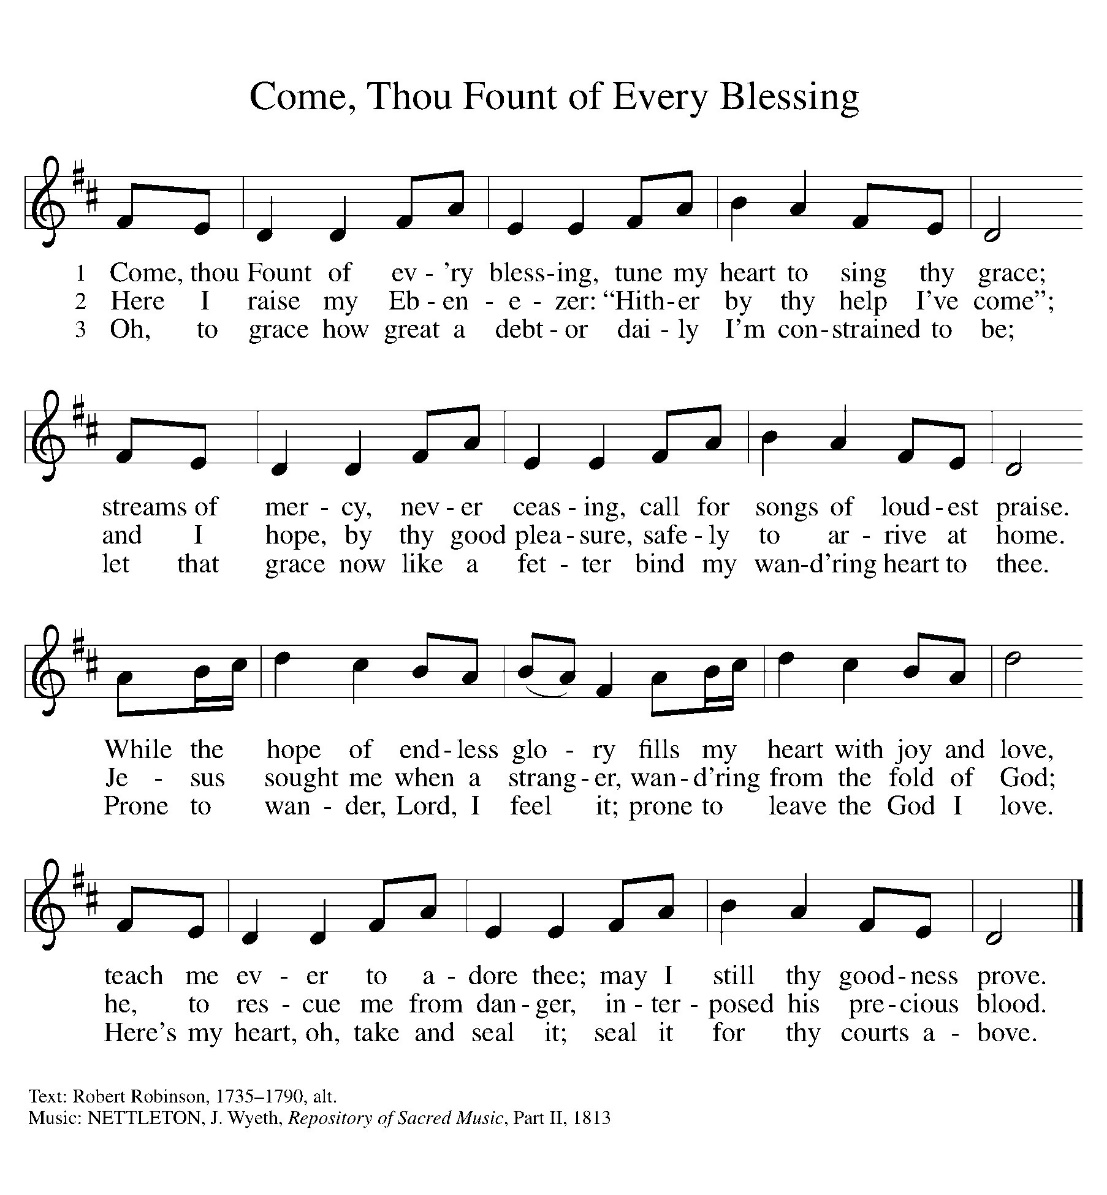 Come, Thou Fount of Every Blessing
1 Come, thou Fount of ev - ’ry bless - ing, tune my heart to sing thy grace;
2 Here I raise my Eb - en - e - zer: “Hith - er by thy help I’ve come”;
3 Oh, to grace how great a debt - or dai - ly I’m con - strained to be;
streams of mer - cy, nev - er ceas - ing, call for songs of loud - est praise.
and I hope, by thy good plea - sure, safe - ly to ar - rive at home.
let that grace now like a fet - ter bind my wan - d’ring heart to thee.
While the hope of end - less glo - ry fills my heart with joy and love,
Je - sus sought me when a strang - er, wan - d’ring from the fold of God;
Prone to wan - der, Lord, I feel it; prone to leave the God I love.
teach me ev - er to a - dore thee; may I still thy good - ness prove.
he, to res - cue me from dan - ger, in - ter - posed his pre - cious blood.
Here’s my heart, oh, take and seal it; seal it for thy courts a - bove.
Text: Robert Robinson, 1735–1790, alt.
Music: NETTLETON, J. Wyeth, Repository of Sacred Music, Part II, 1813